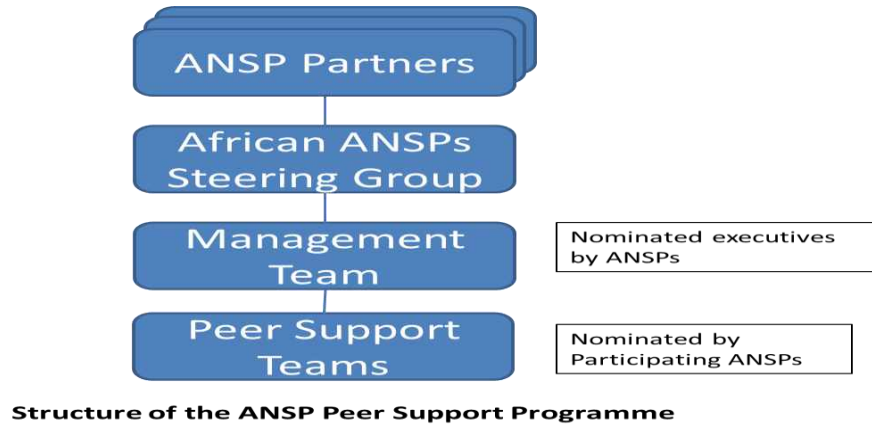 ANSP Partners
African ANSPs
Steering Group
Management
Team
Nominated executives
by ANSPs
Peer Support
Teams
Nominated by
Participating ANSPs
Structure of the ANSP Peer Support Programme